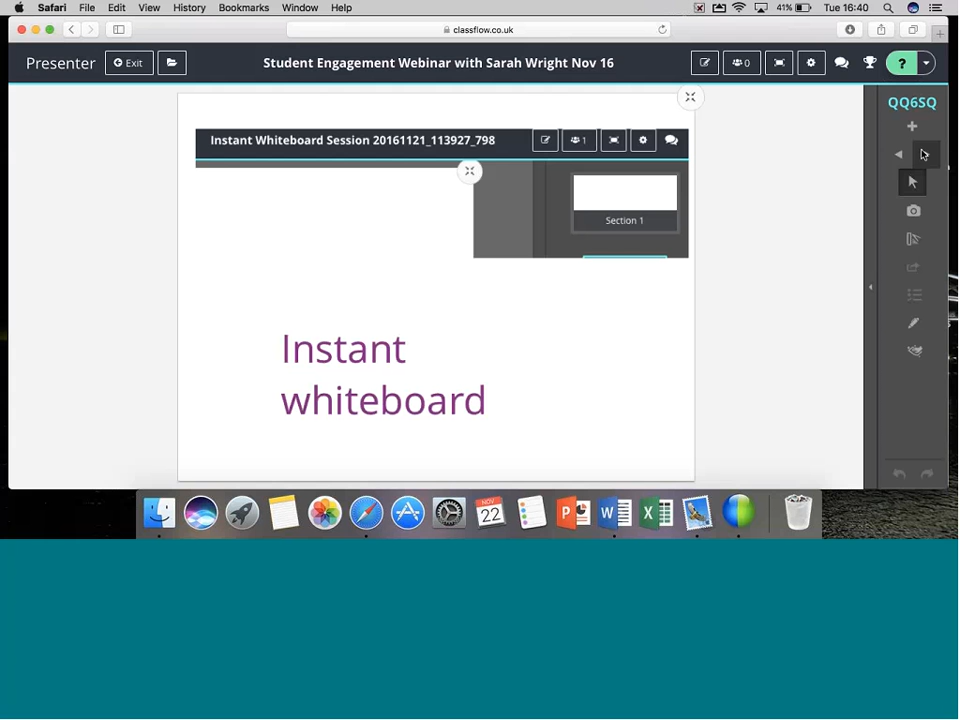 Safari File Edit View History Bookmarks Window Help 41% Tue 16:40
classflow.co.uk
Presenter Exit Student Engagement Webinar with Sarah Wright Nov 16 0 ?
QQ6SQ
Instant Whiteboard Session 20161121_113927_798 1
Section 1
Instant
whiteboard
NOV
22
P W X